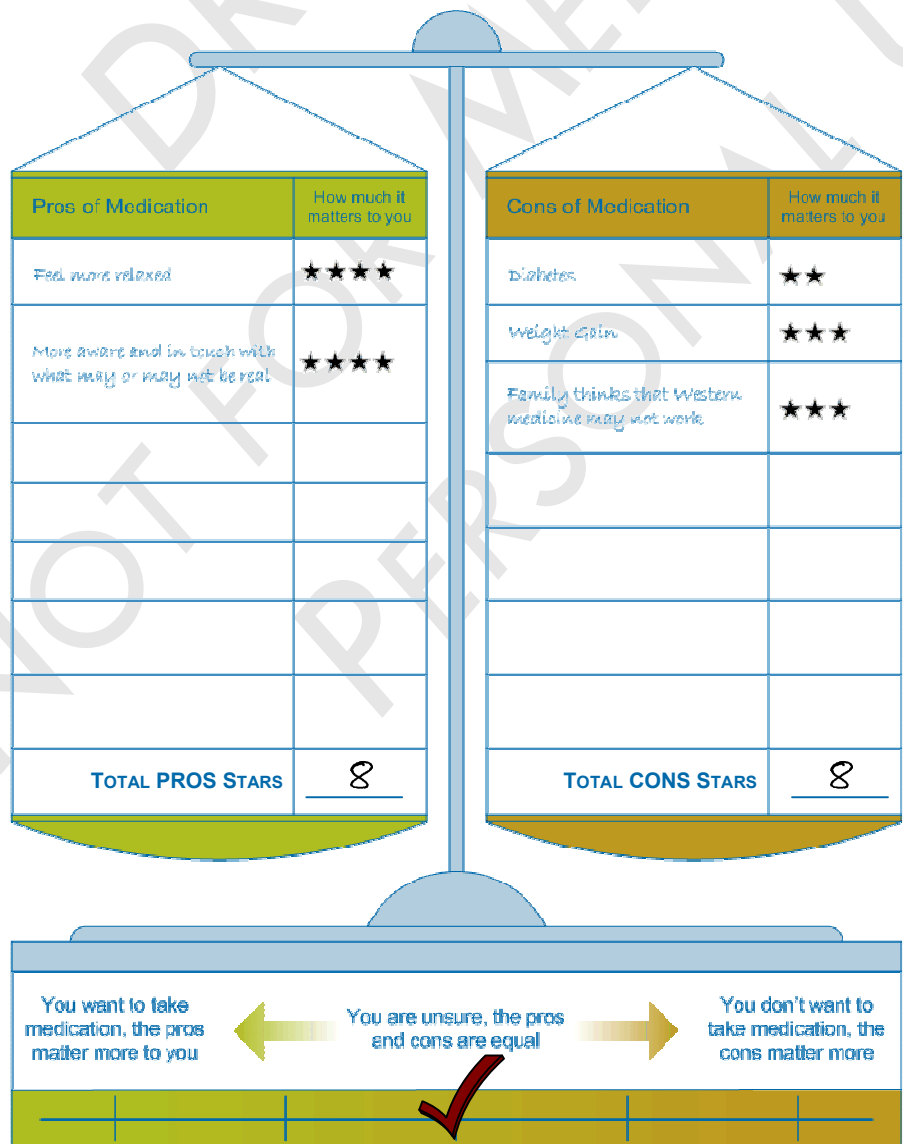 Pros of Medication
How much it
matters to you
Feel more relaxed
★★★★
More aware and in touch with
what may or may not be real
★★★★
TOTAL PROS STARS
8
Cons of Medication
How much it
matters to you
Diabetes
★★
Weight Gain
★★★
Family thinks that Western
medicine may not work
★★★
TOTAL CONS STARS
8
You want to take
medication, the pros
matter more to you
You are unsure, the pros
and cons are equal
You don't want to
take medication, the
cons matter more
NOT FOR
PERSONAL